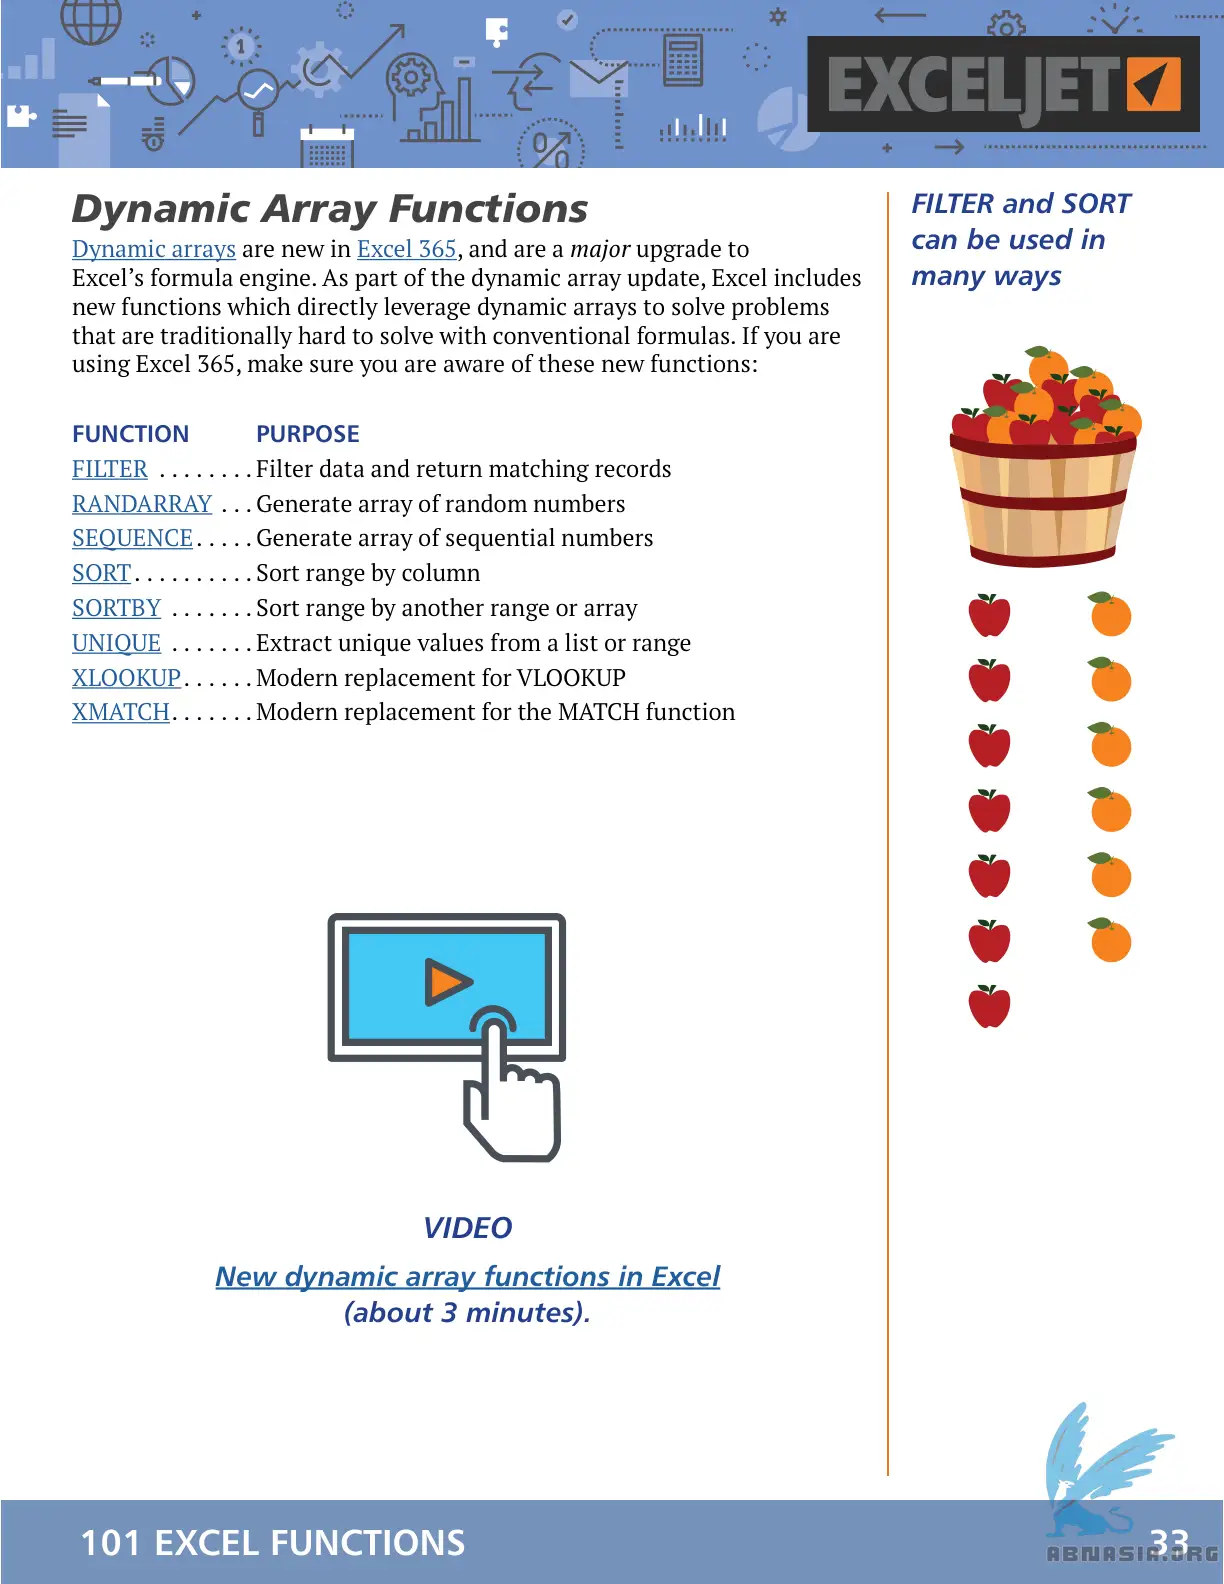 EXCELJET
Dynamic Array Functions
Dynamic arrays are new in Excel 365, and are a major upgrade to
Excel’s formula engine. As part of the dynamic array update, Excel includes
new functions which directly leverage dynamic arrays to solve problems
that are traditionally hard to solve with conventional formulas. If you are
using Excel 365, make sure you are aware of these new functions:
FUNCTION PURPOSE
FILTER . . . . . . . . Filter data and return matching records
RANDARRAY . . . Generate array of random numbers
SEQUENCE . . . . . Generate array of sequential numbers
SORT . . . . . . . . . . Sort range by column
SORTBY . . . . . . . Sort range by another range or array
UNIQUE . . . . . . . Extract unique values from a list or range
XLOOKUP . . . . . . Modern replacement for VLOOKUP
XMATCH . . . . . . . Modern replacement for the MATCH function
VIDEO
New dynamic array functions in Excel
(about 3 minutes).
FILTER and SORT
can be used in
many ways
101 EXCEL FUNCTIONS
33
ABNASIA.ORG